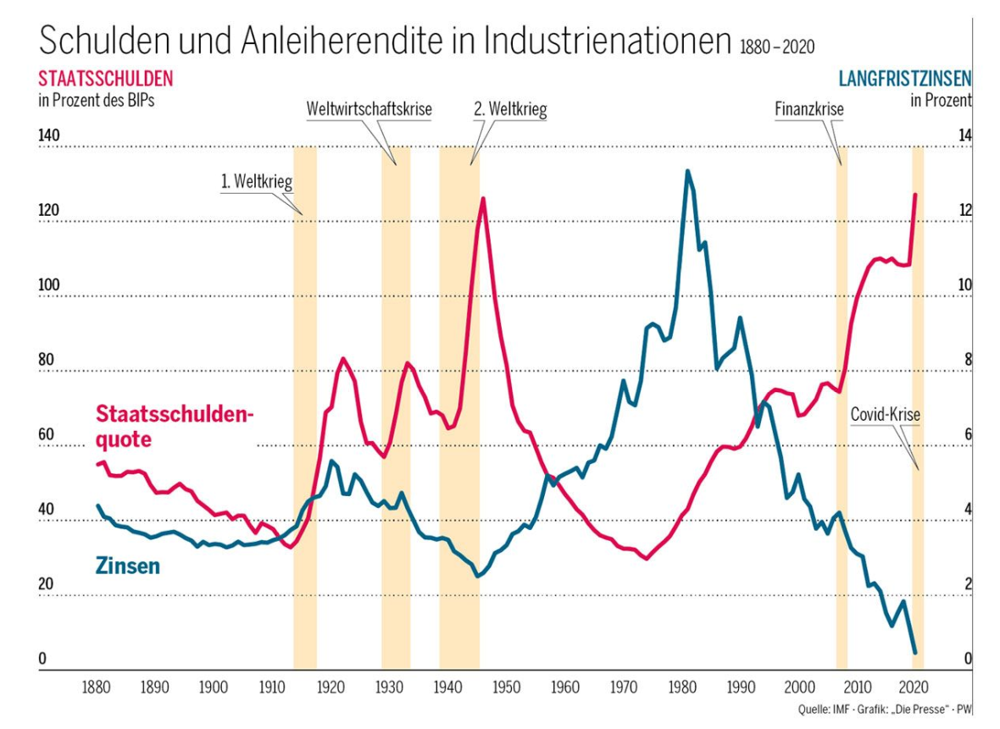 Schulden und Anleiherendite in Industrienationen 1880–2020
STAATSSCHULDEN
in Prozent des BIPs
LANGFRISTZINSEN
in Prozent
Weltwirtschaftskrise
2. Weltkrieg
Finanzkrise
1. Weltkrieg
140
14
120
12
100
10
80
8
Staatsschulden-
quote
Covid-Krise
60
6
40
4
Zinsen
20
2
0
0
1880 1890 1900 1910 1920 1930 1940 1950 1960 1970 1980 1990 2000 2010 2020
Quelle: IMF · Grafik: „Die Presse“ · PW